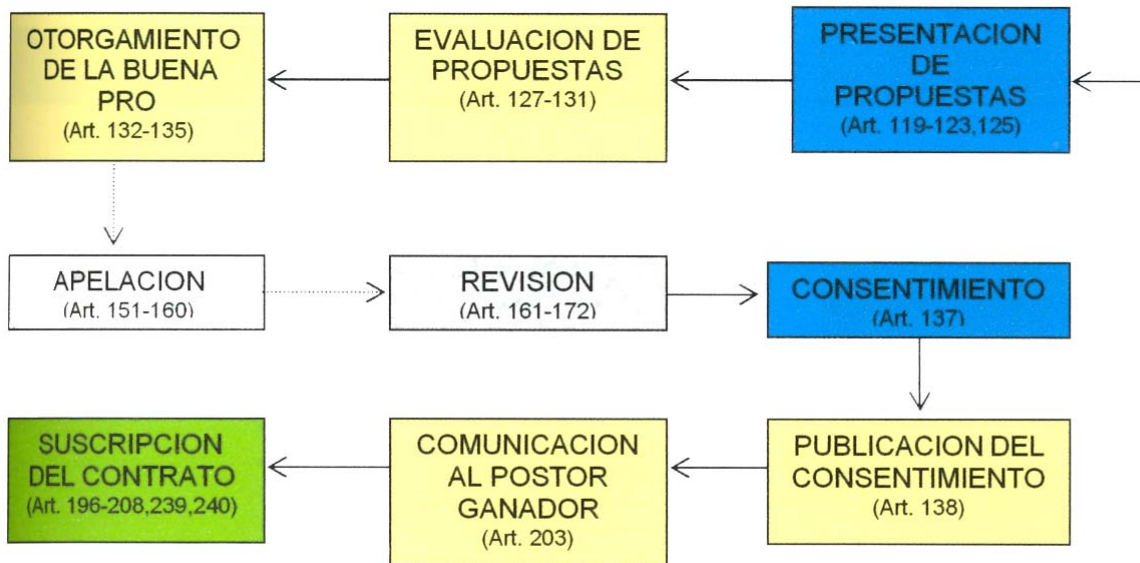 OTORGAMIENTO
DE LA BUENA
PRO
(Art. 132-135)
EVALUACION DE
PROPUESTAS
(Art. 127-131)
PRESENTACION
DE
PROPUESTAS
(Art. 119-123,125)
APELACION
(Art. 151-160)
REVISION
(Art. 161-172)
CONSENTIMIENTO
(Art. 137)
SUSCRIPCION
DEL CONTRATO
(Art. 196-208,239,240)
COMUNICACION
AL POSTOR
GANADOR
(Art. 203)
PUBLICACION DEL
CONSENTIMIENTO
(Art. 138)